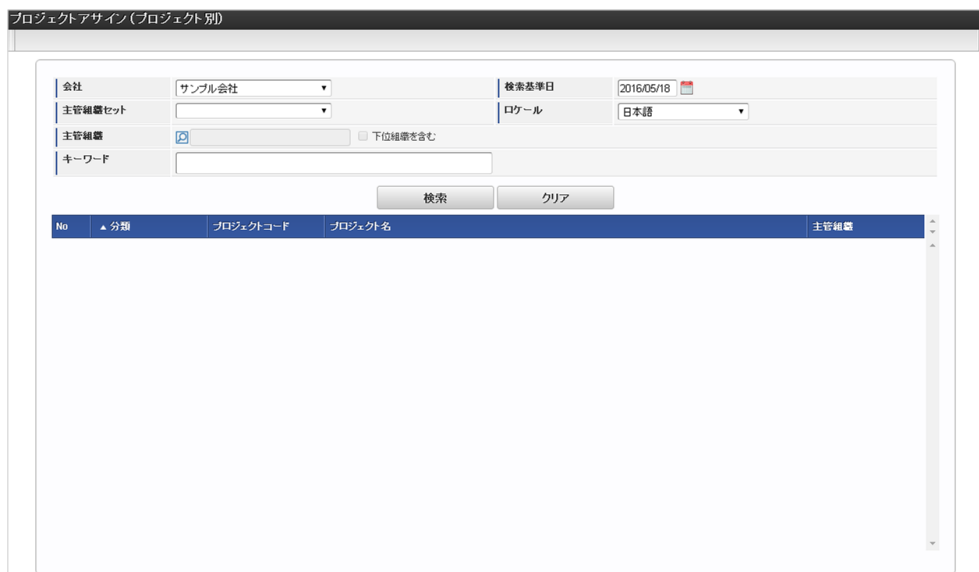 プロジェクトアサイン(プロジェクト別)
会社 サンプル会社 検索基準日 2016/05/18
主管組織セット ロケール 日本語
主管組織 下位組織を含む
キーワード
検索 クリア
No ▲分類 プロジェクトコード プロジェクト名 主管組織